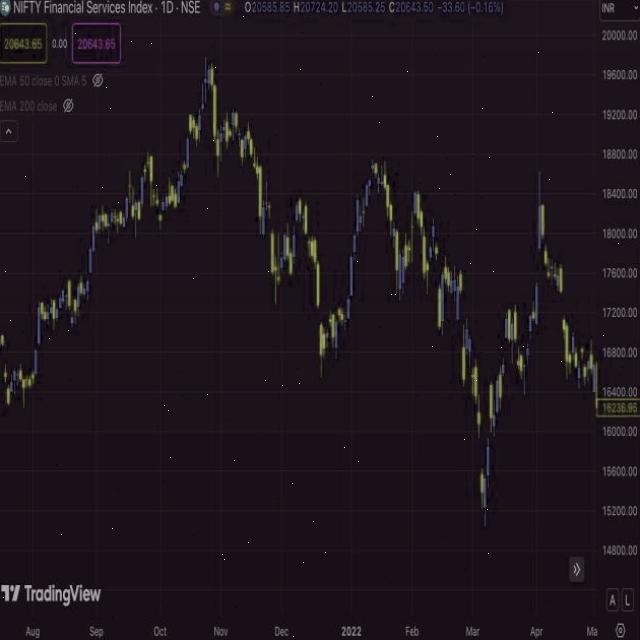 NIFTY Financial Services Index · 1D · NSE O20585.85 H20724.20 L20585.25 C20643.50 −33.60 (−0.16%) INR
20643.65 0.00 20643.65
EMA 50 close 0 SMA 5
EMA 200 close
20000.00
19600.00
19200.00
18800.00
18400.00
18000.00
17600.00
17200.00
16800.00
16400.00
16236.95
16000.00
15600.00
15200.00
14800.00
TradingView
A L
Aug Sep Oct Nov Dec 2022 Feb Mar Apr Ma